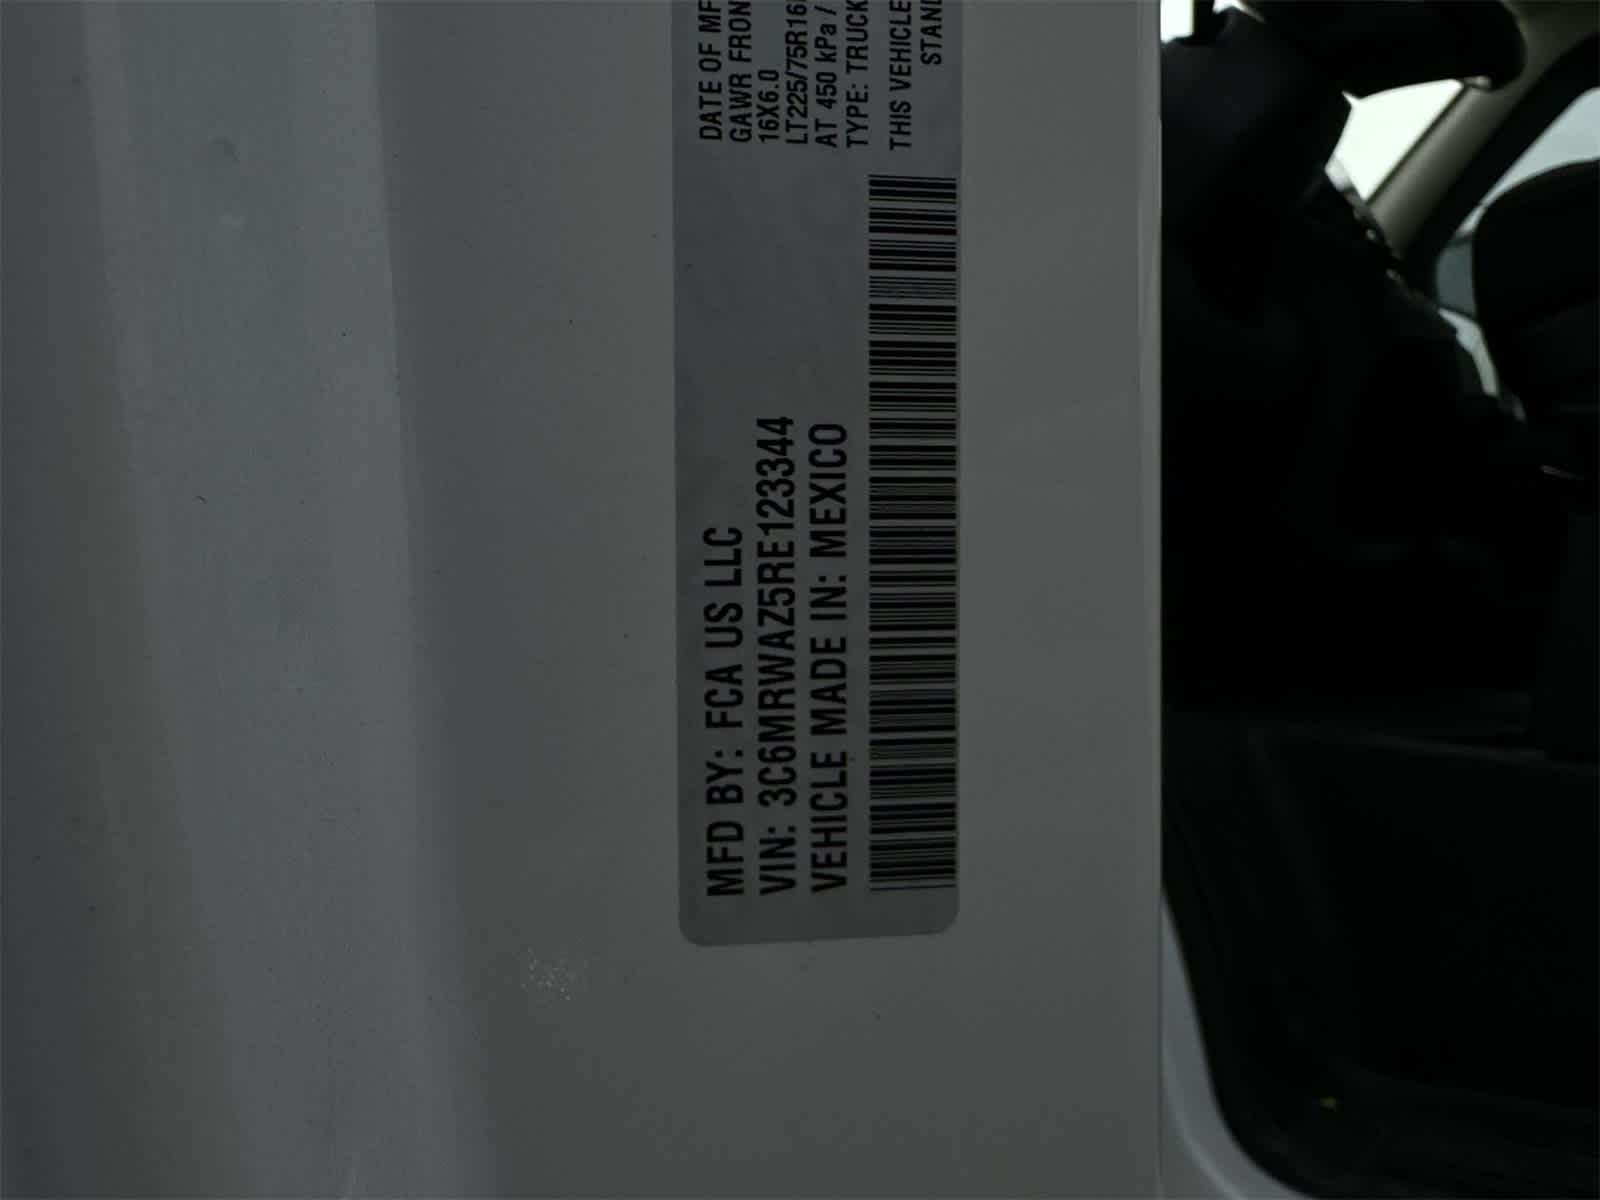 MFD BY: FCA US LLC
VIN: 3C6MRWAZ5RE123344
VEHICLE MADE IN: MEXICO
DATE OF MF
GAWR FRON
16X6.0
LT225/75R16
AT 450 kPa /
TYPE: TRUCK
THIS VEHICLE
STAND